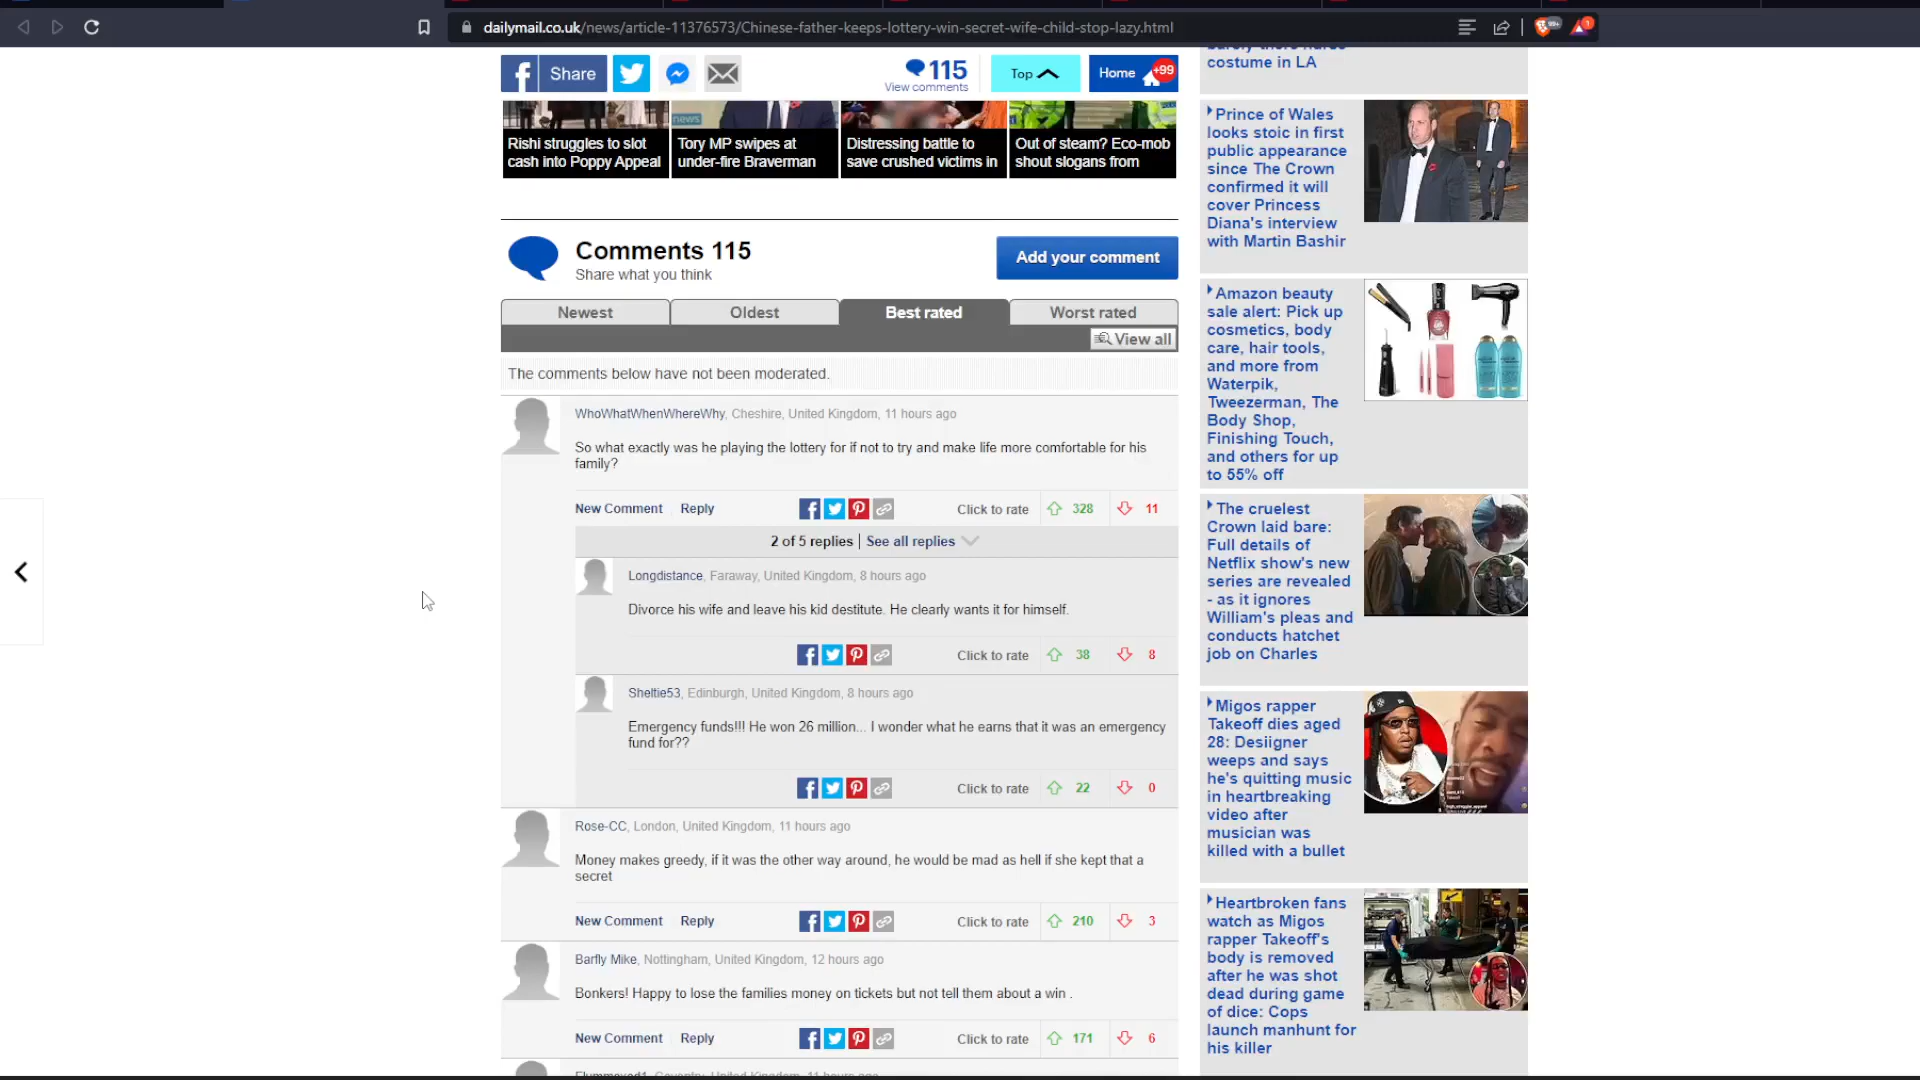 dailymail.co.uk/news/article-11376573/Chinese-father-keeps-lottery-win-secret-wife-child-stop-lazy.html
99+
1
Share
115
View comments
Top
Home
+99
news
Rishi struggles to slot
cash into Poppy Appeal
Tory MP swipes at
under-fire Braverman
Distressing battle to
save crushed victims in
Out of steam? Eco-mob
shout slogans from
Comments 115
Share what you think
Add your comment
Newest
Oldest
Best rated
Worst rated
View all
The comments below have not been moderated.
WhoWhatWhenWhereWhy, Cheshire, United Kingdom, 11 hours ago
So what exactly was he playing the lottery for if not to try and make life more comfortable for his
family?
New Comment Reply
Click to rate 328 11
2 of 5 replies | See all replies
Longdistance, Faraway, United Kingdom, 8 hours ago
Divorce his wife and leave his kid destitute. He clearly wants it for himself.
Click to rate 38 8
Sheltie53, Edinburgh, United Kingdom, 8 hours ago
Emergency funds!!! He won 26 million... I wonder what he earns that it was an emergency
fund for??
Click to rate 22 0
Rose-CC, London, United Kingdom, 11 hours ago
Money makes greedy, if it was the other way around, he would be mad as hell if she kept that a
secret
New Comment Reply
Click to rate 210 3
Barfly Mike, Nottingham, United Kingdom, 12 hours ago
Bonkers! Happy to lose the families money on tickets but not tell them about a win .
New Comment Reply
Click to rate 171 6
Flummoxed1, Coventry, United Kingdom, 11 hours ago
costume in LA
Prince of Wales
looks stoic in first
public appearance
since The Crown
confirmed it will
cover Princess
Diana's interview
with Martin Bashir
Amazon beauty
sale alert: Pick up
cosmetics, body
care, hair tools,
and more from
Waterpik,
Tweezerman, The
Body Shop,
Finishing Touch,
and others for up
to 55% off
The cruelest
Crown laid bare:
Full details of
Netflix show's new
series are revealed
- as it ignores
William's pleas and
conducts hatchet
job on Charles
Migos rapper
Takeoff dies aged
28: Desiigner
weeps and says
he's quitting music
in heartbreaking
video after
musician was
killed with a bullet
Heartbroken fans
watch as Migos
rapper Takeoff's
body is removed
after he was shot
dead during game
of dice: Cops
launch manhunt for
his killer